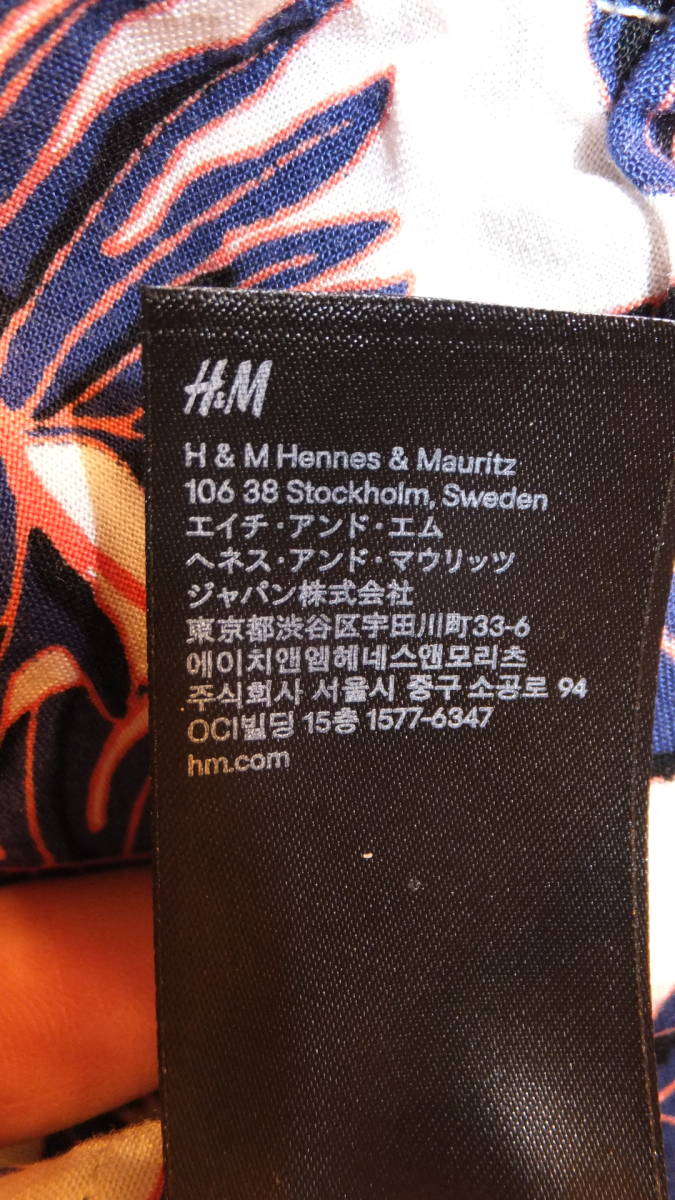 H&M
H & M Hennes & Mauritz
106 38 Stockholm, Sweden
エイチ・アンド・エム
ヘネス・アンド・マウリッツ
ジャパン株式会社
東京都渋谷区宇田川町33-6
에이치앤엠헤네스앤모리츠
주식회사 서울시 중구 소공로 94
OCI빌딩 15층 1577-6347
hm.com